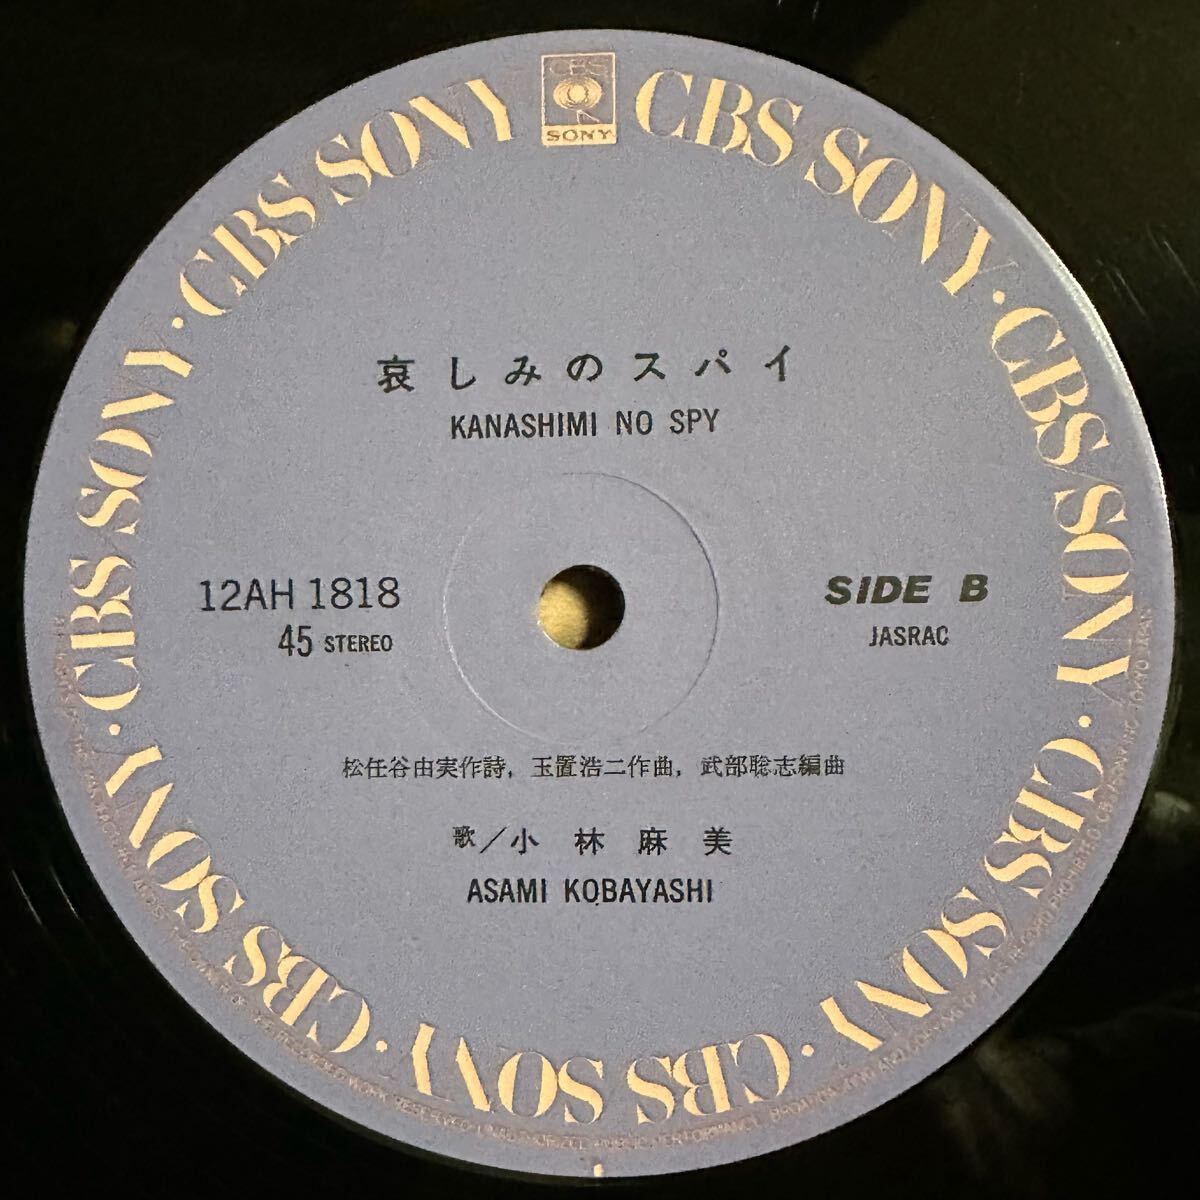 CBS
SONY
CBS/SONY · CBS/SONY · CBS SONY · CBS SONY · CBS SONY · CBS SONY · CBS/SONY · CBS SONY
哀しみのスパイ
KANASHIMI NO SPY
12AH 1818
45 STEREO
SIDE B
JASRAC
松任谷由実作詩, 玉置浩二作曲, 武部聡志編曲
歌/小林麻美
ASAMI KOBAYASHI